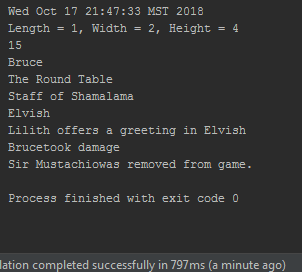 Wed Oct 17 21:47:33 MST 2018
Length = 1, Width = 2, Height = 4
15
Bruce
The Round Table
Staff of Shamalama
Elvish
Lilith offers a greeting in Elvish
Brucetook damage
Sir Mustachiowas removed from game.
Process finished with exit code 0
lation completed successfully in 797ms (a minute ago)